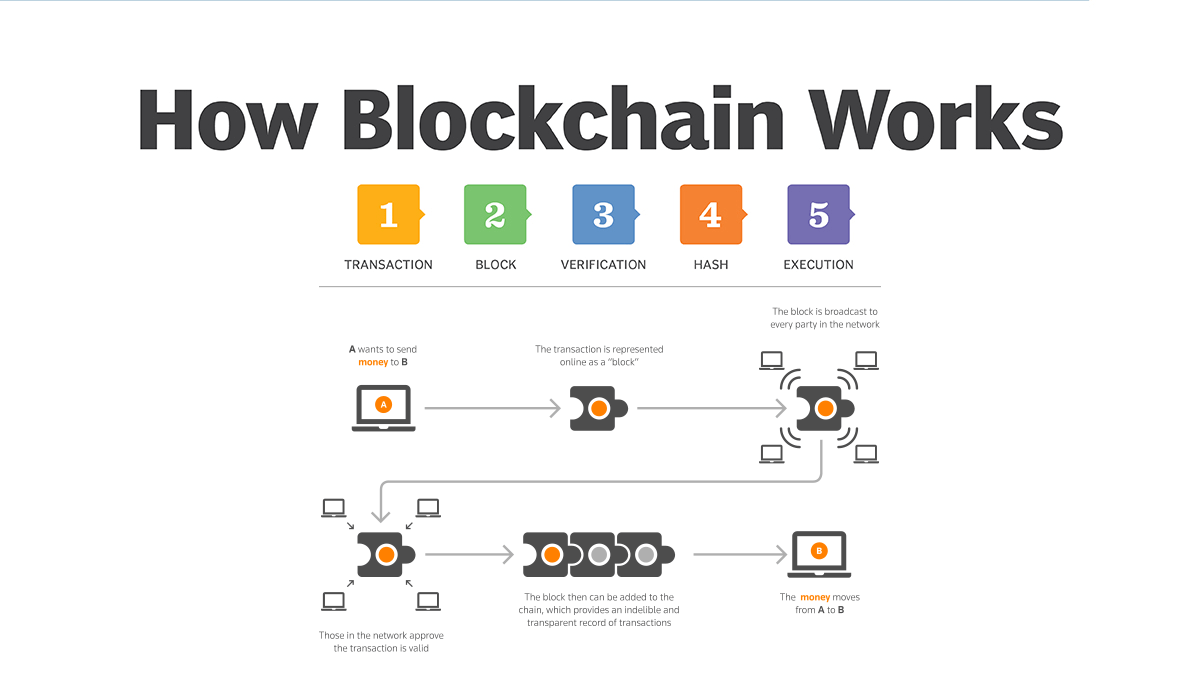 How Blockchain Works
1
2
3
4
5
TRANSACTION
BLOCK
VERIFICATION
HASH
EXECUTION
The block is broadcast to
every party in the network
A wants to send
money to B
The transaction is represented
online as a “block”
A
Those in the network approve
the transaction is valid
The block then can be added to the
chain, which provides an indelible and
transparent record of transactions
B
The money moves
from A to B